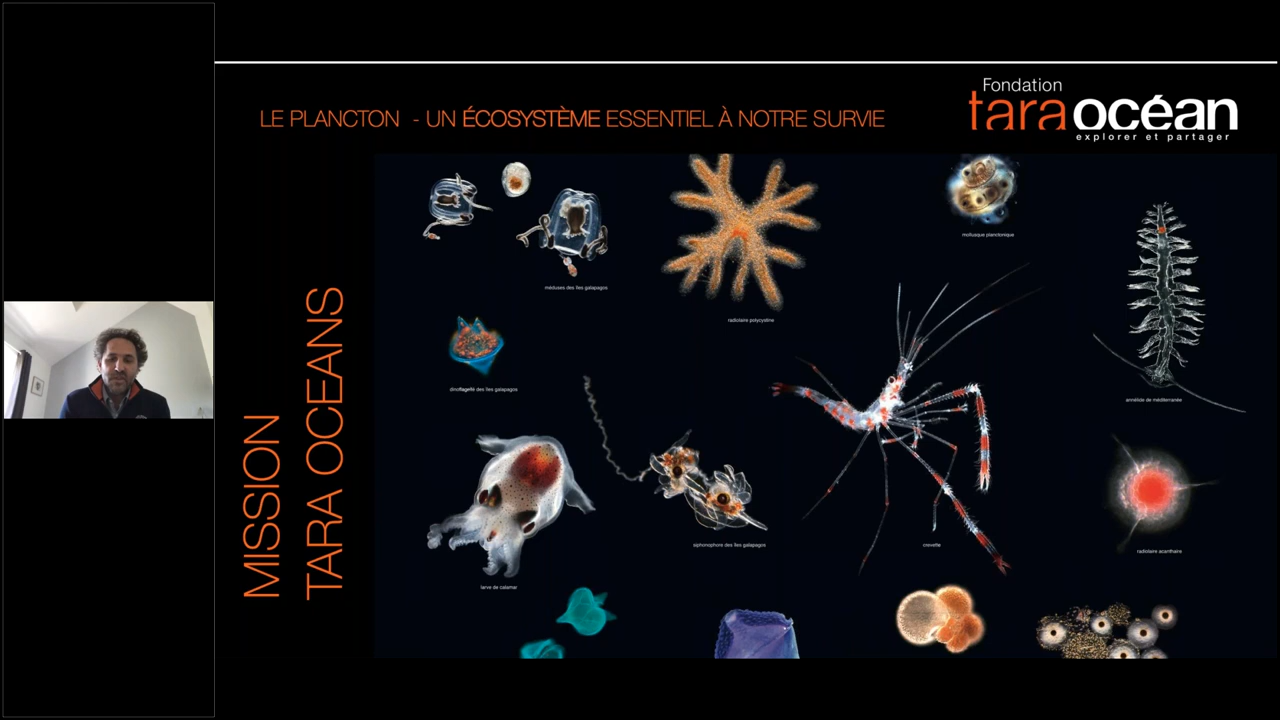 LE PLANCTON - UN ÉCOSYSTÈME ESSENTIEL À NOTRE SURVIE
Fondation
tara océan
explorer et partager
MISSION
TARA OCEANS
méduses des îles galapagos
radiolaire polycystine
mollusque planctonique
dinoflagellé des îles galapagos
annélide de méditerranée
siphonophore des îles galapagos
crevette
radiolaire acanthaire
larve de calamar